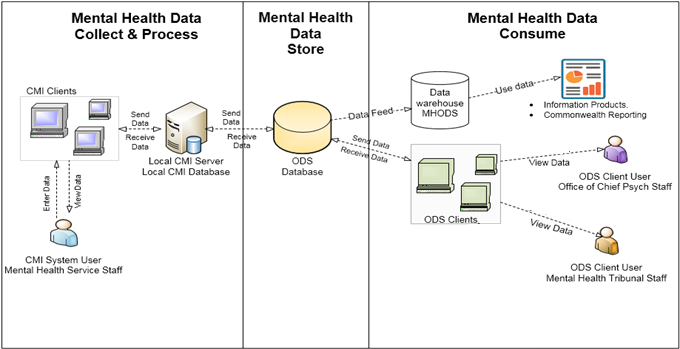 Mental Health Data
Collect & Process
Mental Health
Data
Store
Mental Health Data
Consume
CMI Clients
Send
Data
Receive
Data
Local CMI Server
Local CMI Database
Send
Data
Receive
Data
ODS
Database
Enter Data
View Data
CMI System User
Mental Health Service Staff
Data Feed
Data
warehouse
MHODS
Use data
• Information Products.
• Commonwealth Reporting
Send Data
Receive Data
ODS Clients
View Data
ODS Client User
Office of Chief Psych Staff
View Data
ODS Client User
Mental Health Tribunal Staff